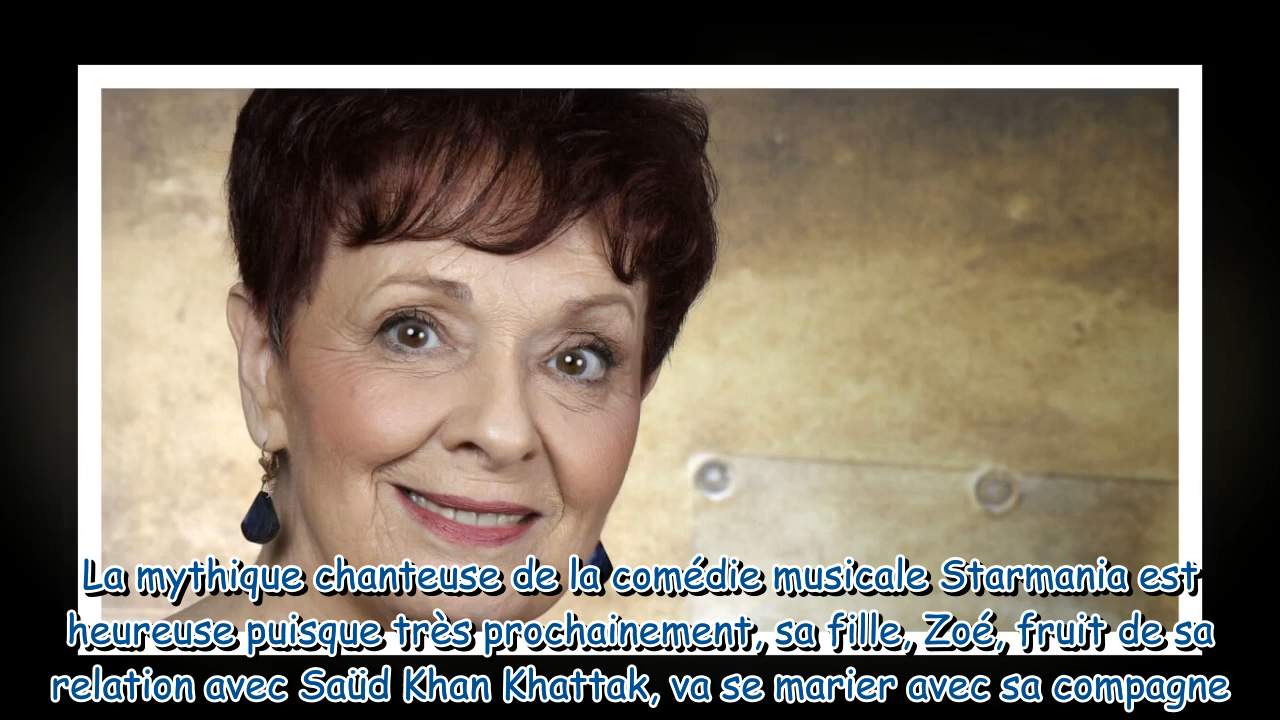 La mythique chanteuse de la comédie musicale Starmania est
heureuse puisque très prochainement, sa fille, Zoé, fruit de sa
relation avec Saüd Khan Khattak, va se marier avec sa compagne